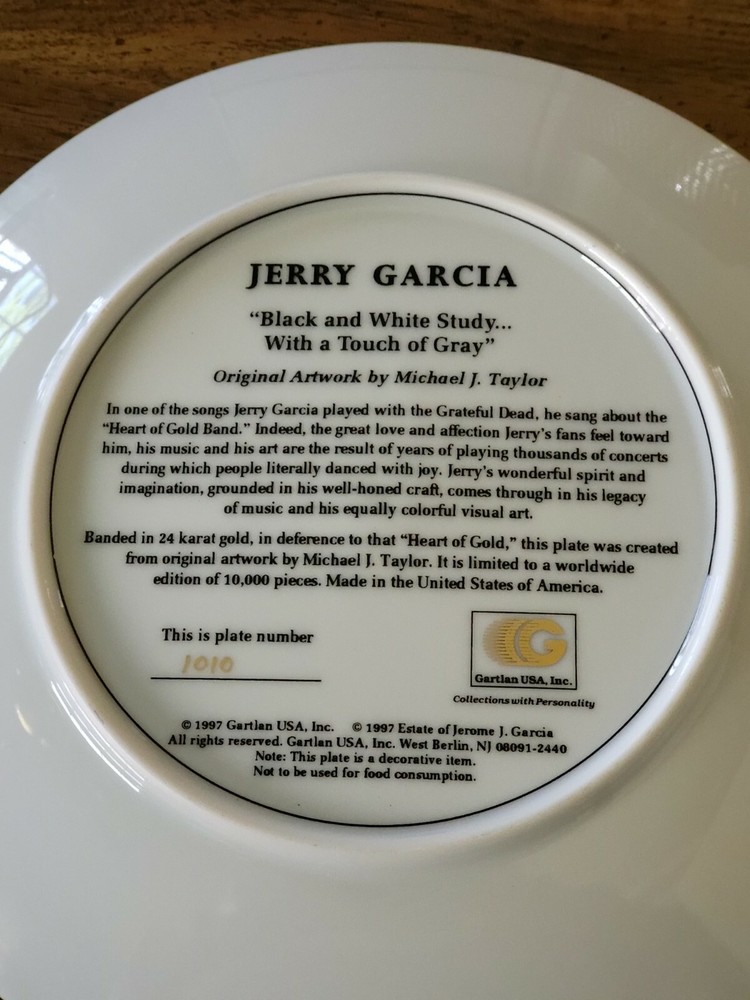 JERRY GARCIA
“Black and White Study...
With a Touch of Gray”
Original Artwork by Michael J. Taylor
In one of the songs Jerry Garcia played with the Grateful Dead, he sang about the
“Heart of Gold Band.” Indeed, the great love and affection Jerry's fans feel toward
him, his music and his art are the result of years of playing thousands of concerts
during which people literally danced with joy. Jerry's wonderful spirit and
imagination, grounded in his well-honed craft, comes through in his legacy
of music and his equally colorful visual art.
Banded in 24 karat gold, in deference to that “Heart of Gold,” this plate was created
from original artwork by Michael J. Taylor. It is limited to a worldwide
edition of 10,000 pieces. Made in the United States of America.
This is plate number
1010
G
Gartlan USA, Inc.
Collections with Personality
© 1997 Gartlan USA, Inc. © 1997 Estate of Jerome J. Garcia
All rights reserved. Gartlan USA, Inc. West Berlin, NJ 08091-2440
Note: This plate is a decorative item.
Not to be used for food consumption.